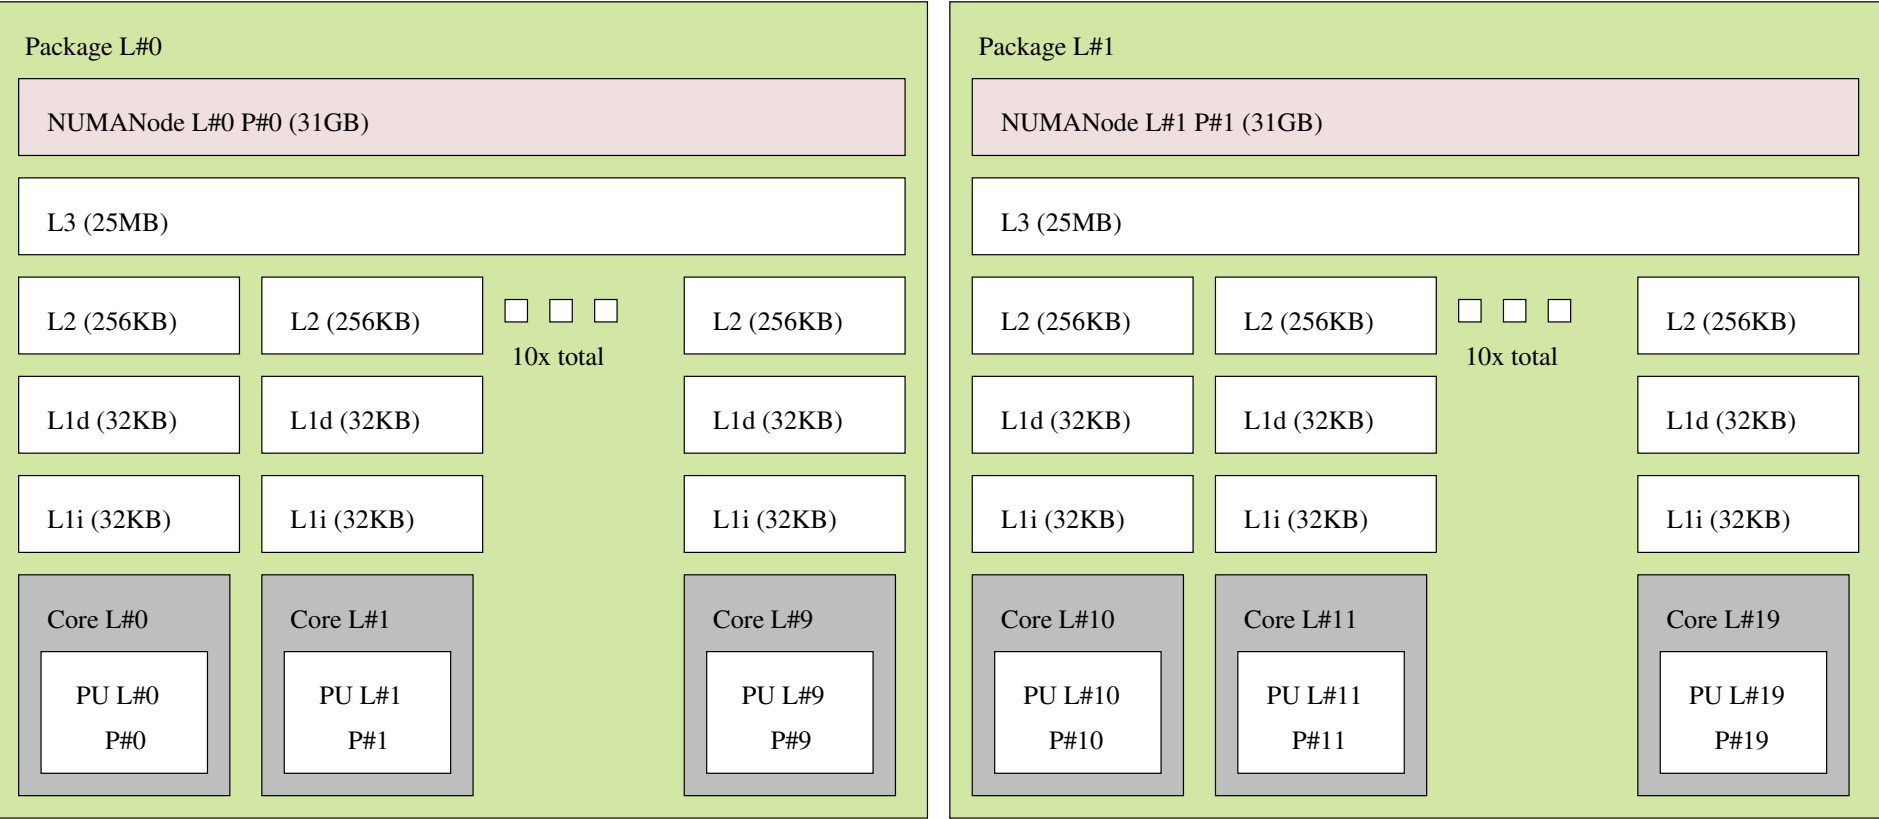 Package L#0
NUMANode L#0 P#0 (31GB)
L3 (25MB)
L2 (256KB) L2 (256KB) L2 (256KB)
10x total
L1d (32KB) L1d (32KB) L1d (32KB)
L1i (32KB) L1i (32KB) L1i (32KB)
Core L#0 Core L#1 Core L#9
PU L#0 PU L#1 PU L#9
P#0 P#1 P#9
Package L#1
NUMANode L#1 P#1 (31GB)
L3 (25MB)
L2 (256KB) L2 (256KB) L2 (256KB)
10x total
L1d (32KB) L1d (32KB) L1d (32KB)
L1i (32KB) L1i (32KB) L1i (32KB)
Core L#10 Core L#11 Core L#19
PU L#10 PU L#11 PU L#19
P#10 P#11 P#19